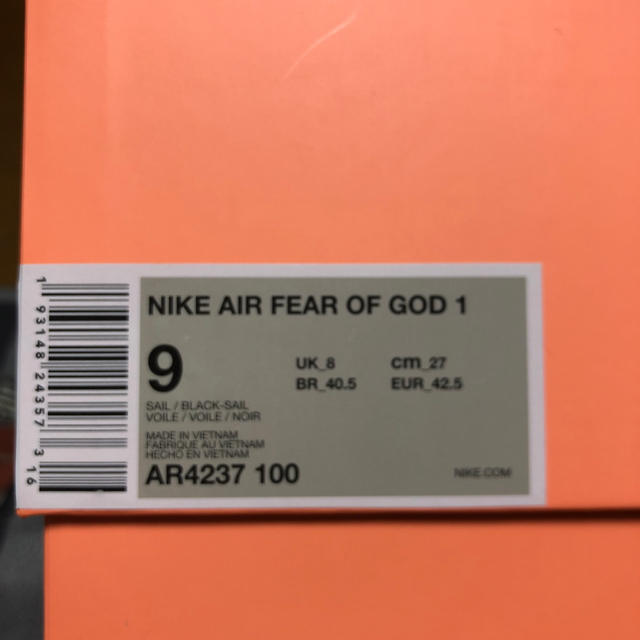 NIKE AIR FEAR OF GOD 1
9
UK_8 cm_27
BR_40.5 EUR_42.5
SAIL / BLACK-SAIL
VOILE / VOILE / NOIR
MADE IN VIETNAM
FABRIQUE AU VIETNAM
HECHO EN VIETNAM
AR4237 100
NIKE.COM
1 93148 24357 3 16